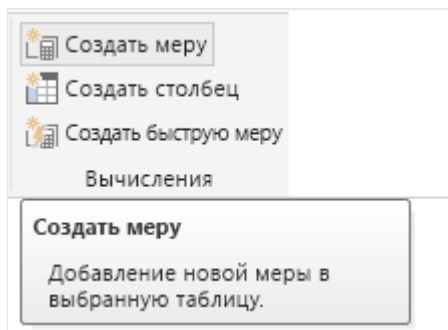 Создать меру
Создать столбец
Создать быструю меру
Вычисления
Создать меру
Добавление новой меры в
выбранную таблицу.